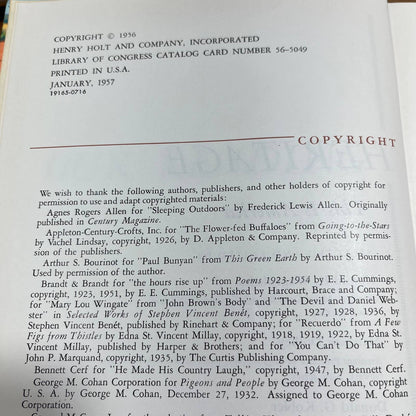 COPYRIGHT © 1956
HENRY HOLT AND COMPANY, INCORPORATED
LIBRARY OF CONGRESS CATALOG CARD NUMBER 56-5049
PRINTED IN U.S.A.
JANUARY, 1957
19163-0716
COPYRIGHT
We wish to thank the following authors, publishers, and other holders of copyright for
permission to use and adapt copyrighted materials:
Agnes Rogers Allen for "Sleeping Outdoors" by Frederick Lewis Allen. Originally
published in Century Magazine.
Appleton-Century-Crofts, Inc. for "The Flower-fed Buffaloes" from Going-to-the-Stars
by Vachel Lindsay, copyright, 1926, by D. Appleton & Company. Reprinted by permis-
sion of the publishers.
Arthur S. Bourinot for "Paul Bunyan" from This Green Earth by Arthur S. Bourinot.
Used by permission of the author.
Brandt & Brandt for "the hours rise up" from Poems 1923-1954 by E. E. Cummings,
copyright, 1923, 1951, by E. E. Cummings, published by Harcourt, Brace and Company;
for "Mary Lou Wingate" from "John Brown's Body" and "The Devil and Daniel Web-
ster" in Selected Works of Stephen Vincent Benét, copyright, 1927, 1928, 1936, by
Stephen Vincent Benét, published by Rinehart & Company; for "Recuerdo" from A Few
Figs from Thistles by Edna St. Vincent Millay, copyright, 1918, 1919, 1922, by Edna St.
Vincent Millay, published by Harper & Brothers; and for "You Can't Do That" by
John P. Marquand, copyright, 1935, by The Curtis Publishing Company.
Bennett Cerf for "He Made His Country Laugh," copyright, 1947, by Bennett Cerf.
George M. Cohan Corporation for Pigeons and People by George M. Cohan, copyright
by George M. Cohan, December 27, 1932. Assigned to George M. Cohan
Corporation.